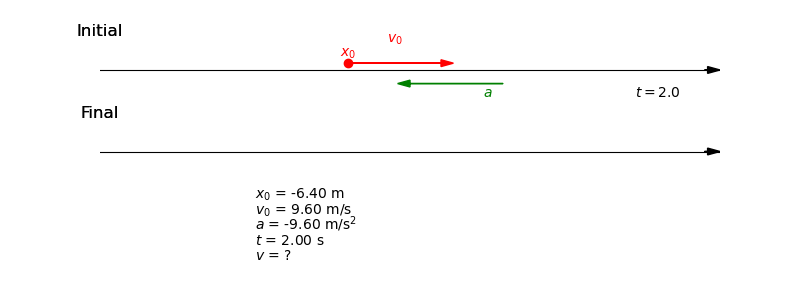 Initial
v₀
x₀
a
t = 2.0
Final
x₀ = -6.40 m
v₀ = 9.60 m/s
a = -9.60 m/s²
t = 2.00 s
v = ?